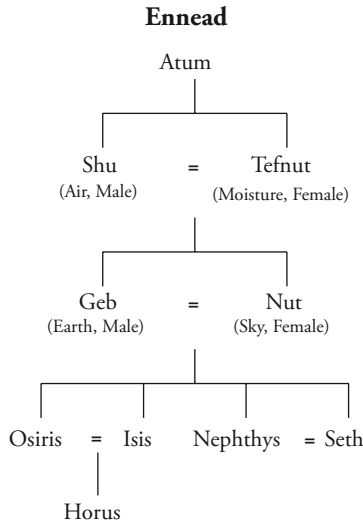 Ennead
Atum
Shu = Tefnut
(Air, Male) (Moisture, Female)
Geb = Nut
(Earth, Male) (Sky, Female)
Osiris = Isis Nephthys = Seth
Horus